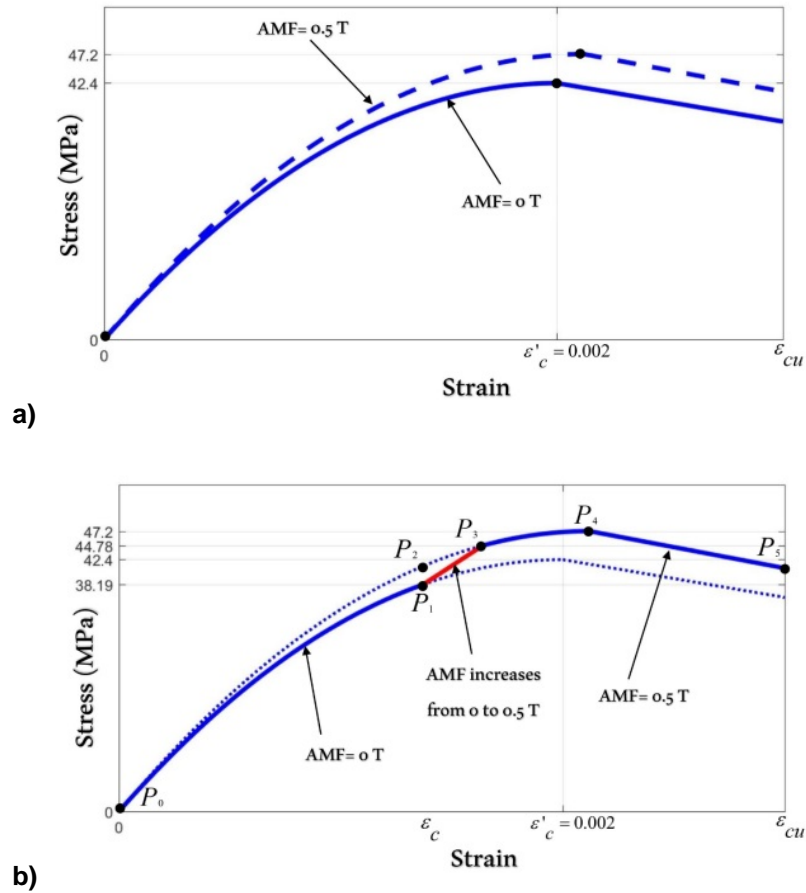 AMF= 0.5 T
47.2
42.4
Stress (MPa)
AMF= 0 T
0
0
ε'c = 0.002
εcu
Strain
a)
47.2
44.78
42.4
38.19
P4
P3
P2
P5
P1
Stress (MPa)
AMF increases
from 0 to 0.5 T
AMF= 0.5 T
AMF= 0 T
P0
0
0
εc
ε'c = 0.002
εcu
Strain
b)